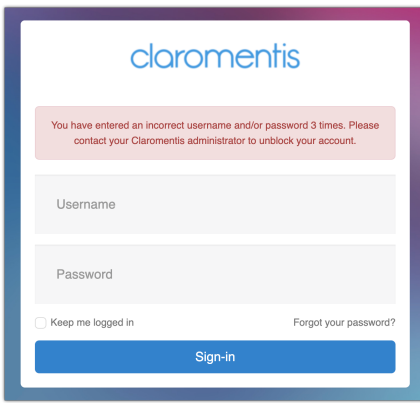 claromentis
You have entered an incorrect username and/or password 3 times. Please
contact your Claromentis administrator to unblock your account.
Username
Password
Keep me logged in
Forgot your password?
Sign-in